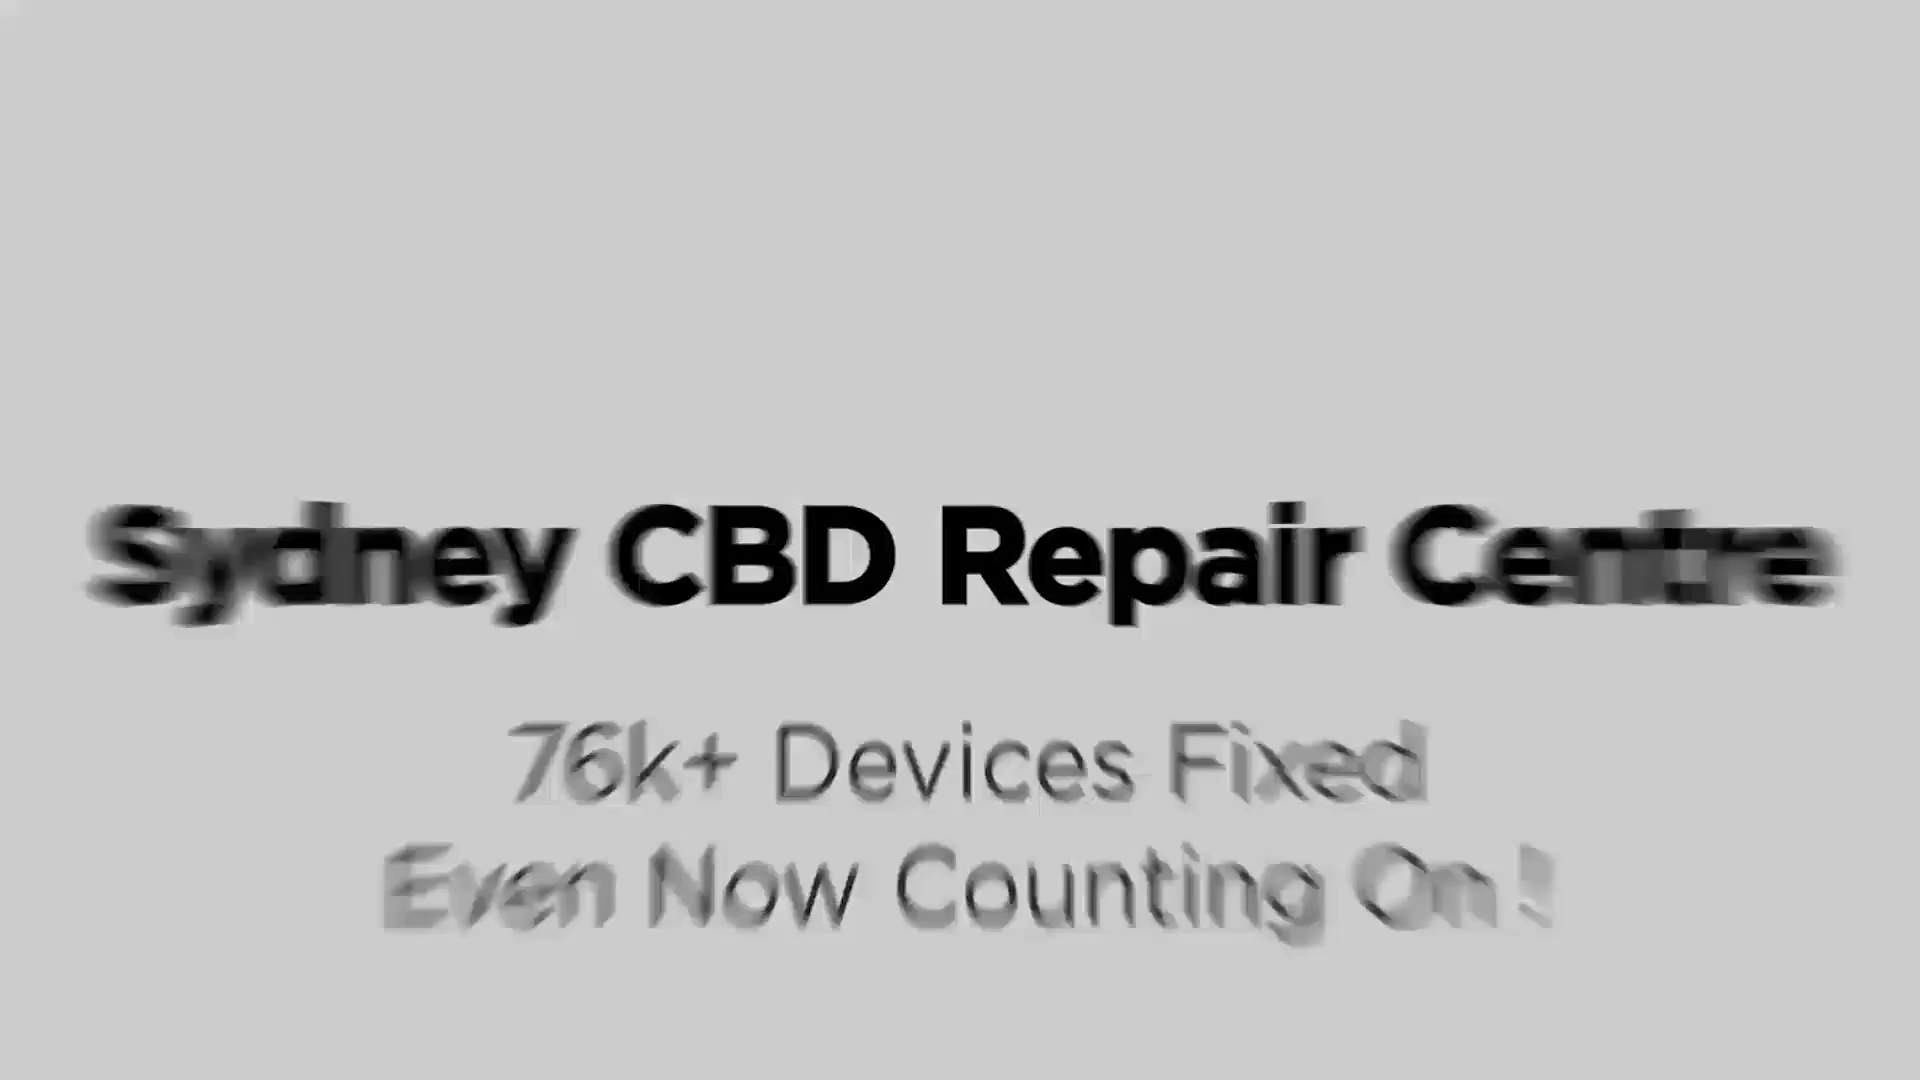 Sydney CBD Repair Centre
76k+ Devices Fixed
Even Now Counting On !